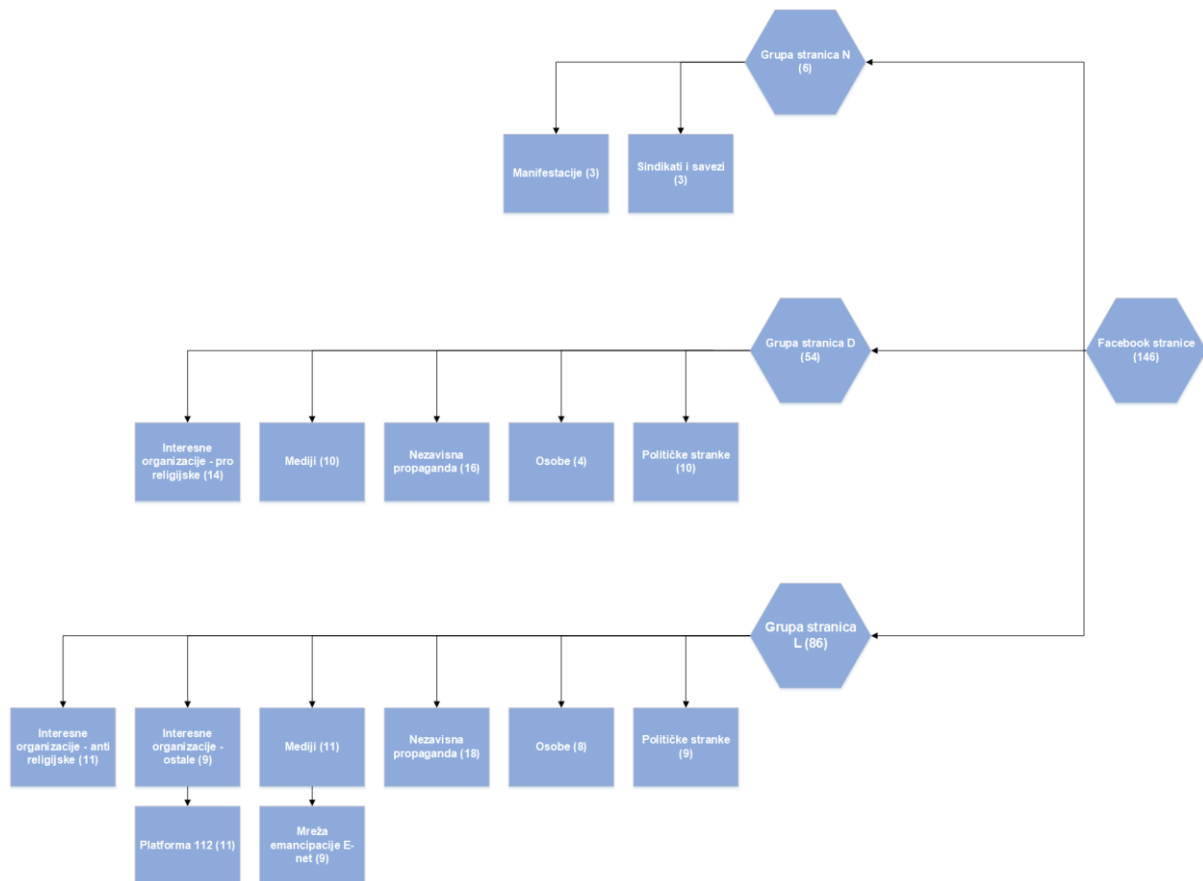 Grupa stranica N
(6)
Manifestacije (3)
Sindikati i savezi
(3)
Grupa stranica D
(54)
Facebook stranice
(146)
Interesne
organizacije - pro
religijske (14)
Mediji (10)
Nezavisna
propaganda (16)
Osobe (4)
Političke stranke
(10)
Grupa stranica
L (86)
Interesne
organizacije - anti
religijske (11)
Interesne
organizacije -
ostale (9)
Mediji (11)
Nezavisna
propaganda (18)
Osobe (8)
Političke stranke
(9)
Platforma 112 (11)
Mreža
emancipacije E-
net (9)